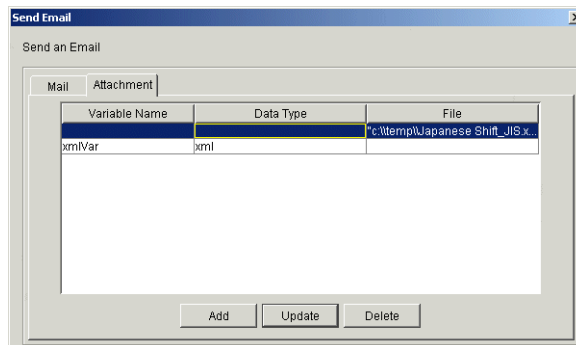 Send Email
Send an Email
Mail Attachment
Variable Name Data Type File
"c:\\temp\\Japanese Shift_JIS.x...
xmlVar xml
Add Update Delete